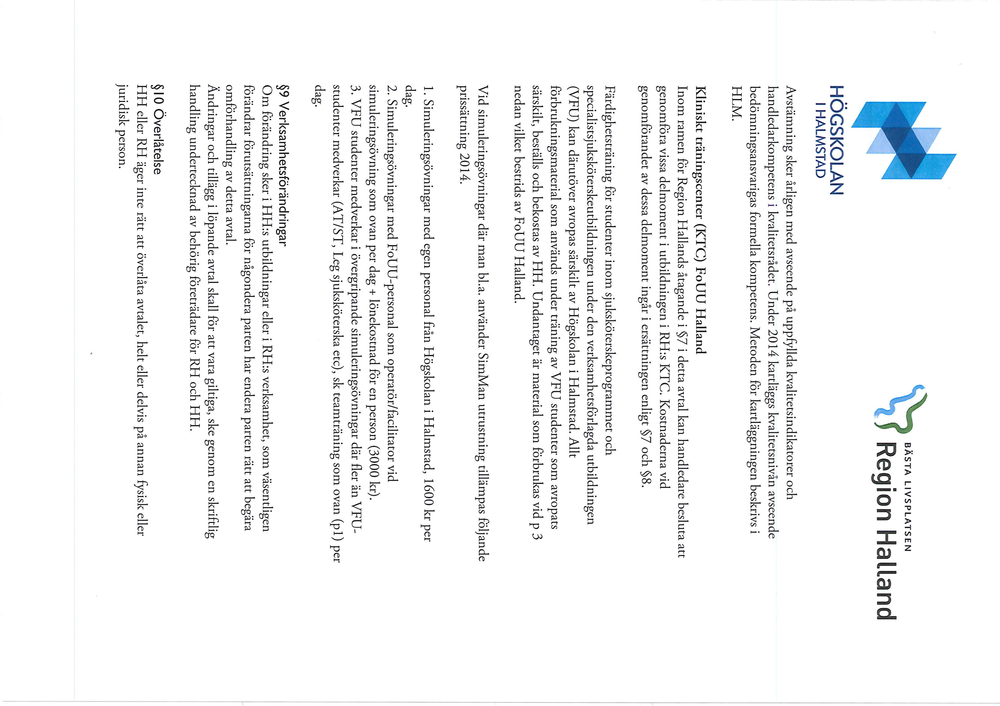 HÖGSKOLAN
I HALMSTAD
BÄSTA LIVSPLATSEN
Region Halland
Avstämning sker årligen med avseende på uppfyllda kvalitetsindikatorer och
handledarkompetens i kvalitetsrådet. Under 2014 kartläggs kvalitetsnivån avseende
bedömningsansvarigas formella kompetens. Metoden för kartläggningen beskrivs i
HLM.
Kliniskt träningscenter (KTC) FoUU Halland
Inom ramen för Region Hallands åtagande i §7 i detta avtal kan handledare besluta att
genomföra vissa delmoment i utbildningen i RH:s KTC. Kostnaderna vid
genomförandet av dessa delmoment ingår i ersättningen enligt §7 och §8.
Färdighetsträning för studenter inom sjuksköterskeprogrammet och
specialistsjuksköterskeutbildningen under den verksamhetsförlagda utbildningen
(VFU) kan därutöver avropas särskilt av Högskolan i Halmstad. Allt
förbrukningsmaterial som används under träning av VFU studenter som avropats
särskilt, beställs och bekostas av HH. Undantaget är material som förbrukas vid p 3
nedan vilket bestrids av FoUU Halland.
Vid simuleringsövningar där man bl.a. använder SimMan utrustning tillämpas följande
prissättning 2014.
1. Simuleringsövningar med egen personal från Högskolan i Halmstad, 1600 kr per
dag.
2. Simuleringsövningar med FoUU-personal som operatör/facilitator vid
simuleringsövning som ovan per dag + lönekostnad för en person (3000 kr).
3. VFU studenter medverkar i övergripande simuleringsövningar där fler än VFU-
studenter medverkar (AT/ST, Leg sjuksköterska etc), sk teamträning som ovan (p1) per
dag.
§9 Verksamhetsförändringar
Om förändring sker i HH:s utbildningar eller i RH:s verksamhet, som väsentligen
förändrar förutsättningarna för någondera parten har endera parten rätt att begära
omförhandling av detta avtal.
Ändringar och tillägg i löpande avtal skall för att vara giltiga, ske genom en skriftlig
handling undertecknad av behörig företrädare för RH och HH.
§10 Överlåtelse
HH eller RH äger inte rätt att överlåta avtalet, helt eller delvis på annan fysisk eller
juridisk person.